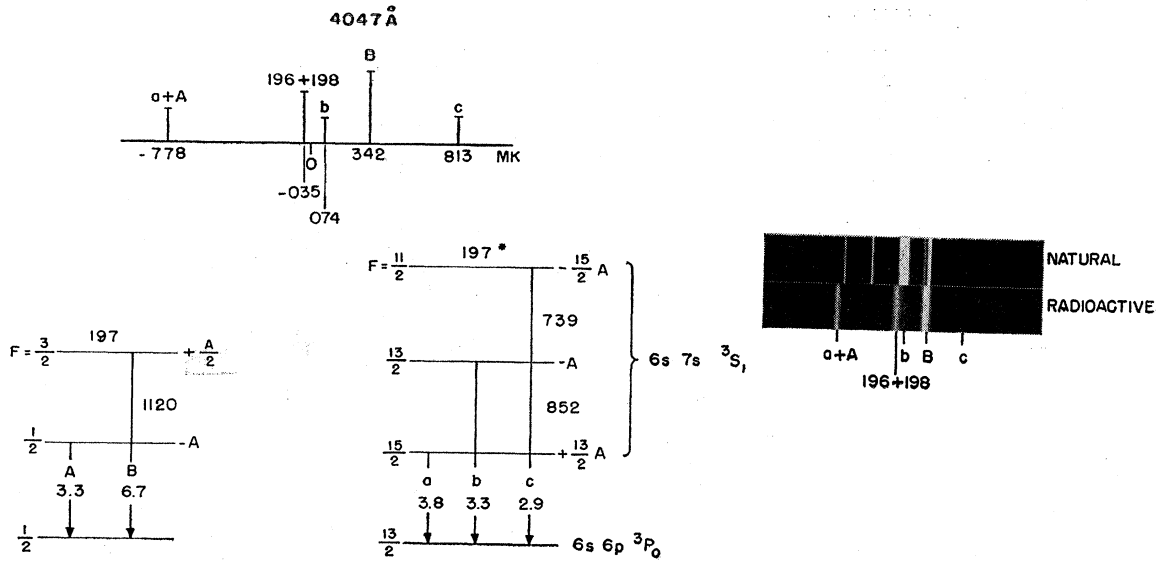 4047Å
B
196+198
a+A
b
c
-778
0
342
813
MK
-035
074
197
F = 3/2
+ A/2
1120
1/2
-A
A
B
3.3
6.7
1/2
197*
F = 11/2
- 15/2 A
739
13/2
-A
6s 7s ³S₁
852
15/2
+ 13/2 A
a
b
c
3.8
3.3
2.9
13/2
6s 6p ³P₀
NATURAL
RADIOACTIVE
a+A
b
B
c
196+198